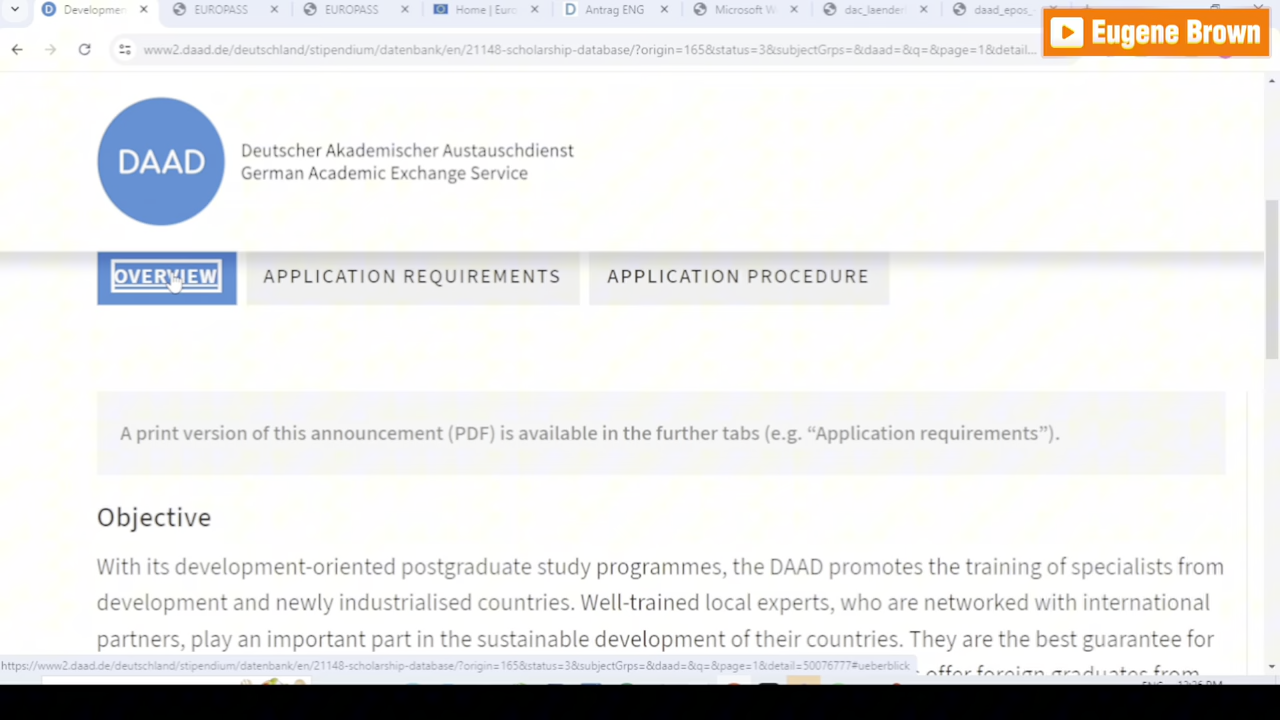 Developmen
EUROPASS
EUROPASS
Home | Euro
Antrag ENG
Microsoft W
dac_laender
daad_epos_
Eugene Brown
www2.daad.de/deutschland/stipendium/datenbank/en/21148-scholarship-database/?origin=165&status=3&subjectGrps=&daad=&q=&page=1&detail...
DAAD
Deutscher Akademischer Austauschdienst
German Academic Exchange Service
OVERVIEW
APPLICATION REQUIREMENTS
APPLICATION PROCEDURE
A print version of this announcement (PDF) is available in the further tabs (e.g. “Application requirements”).
Objective
With its development-oriented postgraduate study programmes, the DAAD promotes the training of specialists from
development and newly industrialised countries. Well-trained local experts, who are networked with international
partners, play an important part in the sustainable development of their countries. They are the best guarantee for
https://www2.daad.de/deutschland/stipendium/datenbank/en/21148-scholarship-database/?origin=165&status=3&subjectGrps=&daad=&q=&page=1&detail=50076777#ueberblick
offer foreign graduates from